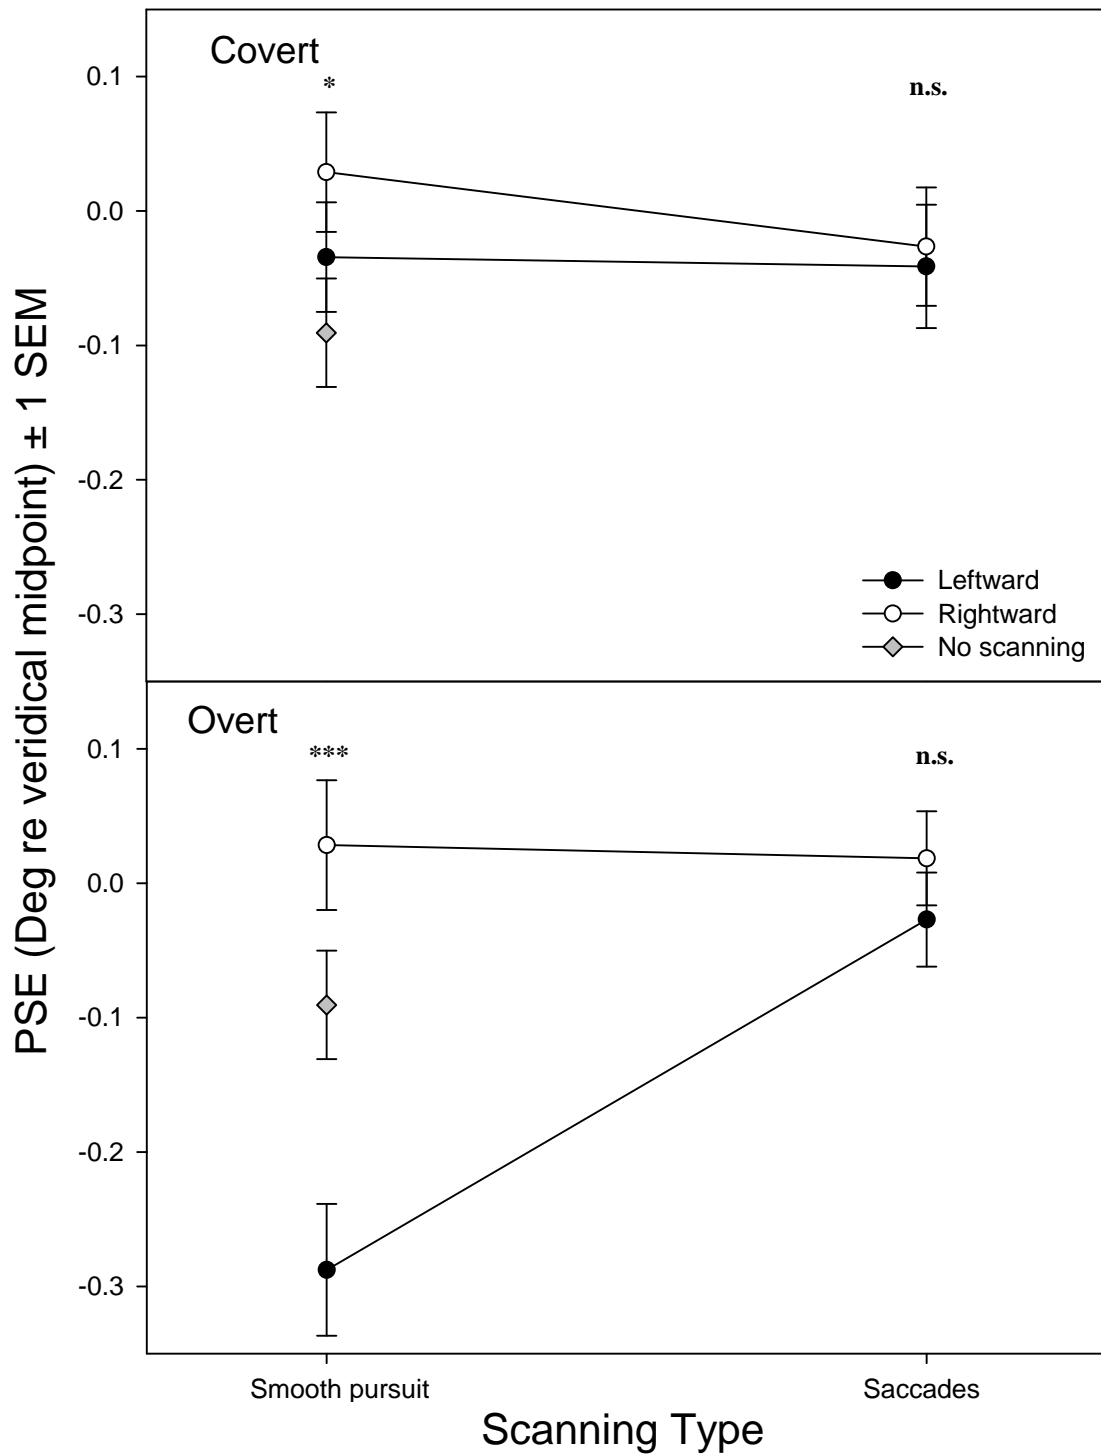 Covert
*
n.s.
0.1
0.0
-0.1
-0.2
-0.3
Leftward
Rightward
No scanning
PSE (Deg re veridical midpoint) ± 1 SEM
Overt
***
n.s.
0.1
0.0
-0.1
-0.2
-0.3
Smooth pursuit
Saccades
Scanning Type